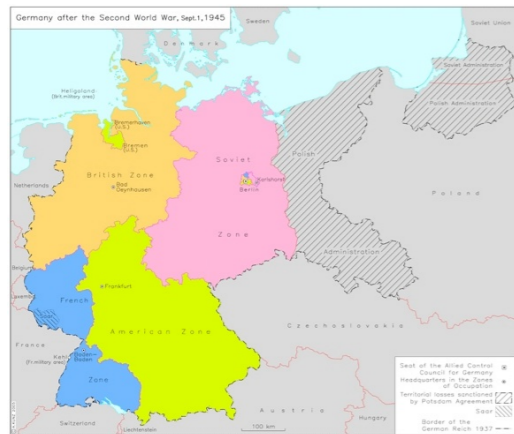 Germany after the Second World War, Sept.1, 1945
Sweden
Soviet Union
Denmark
Soviet Administration
Helgoland
(Brit.military area)
Polish Administration
Bremerhaven
(U.S.)
Bremen
(U.S.)
Soviet
Polish
British Zone
Karlshorst
Berlin
Netherlands
Bad
Oeynhausen
Poland
Zone
Administration
Belgium
Frankfurt
Luxemb.
French
Saar
American Zone
Czechoslovakia
France
Kehl
(Fr.military area)
Baden-
Baden
Zone
Seat of the Allied Control
Council for Germany
Headquarters in the Zones
of Occupation
Territorial losses sanctioned
by Potsdam Agreement
Saar
Border of the
German Reich 1937
Austria
Switzerland
Liechtenstein
Hungary
100 km